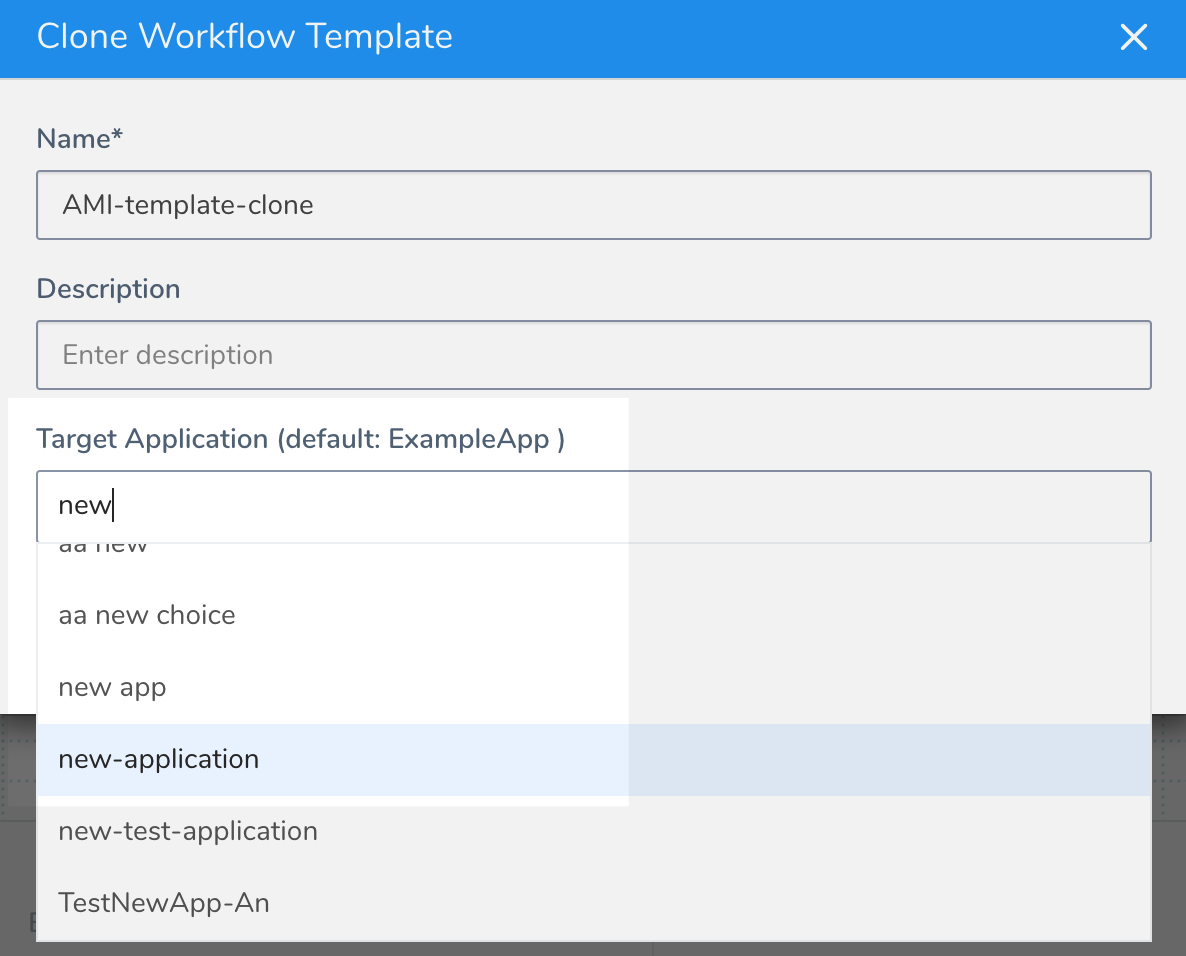 Clone Workflow Template
Name*
AMI-template-clone
Description
Enter description
Target Application (default: ExampleApp )
new
aa new
aa new choice
new app
new-application
new-test-application
TestNewApp-An